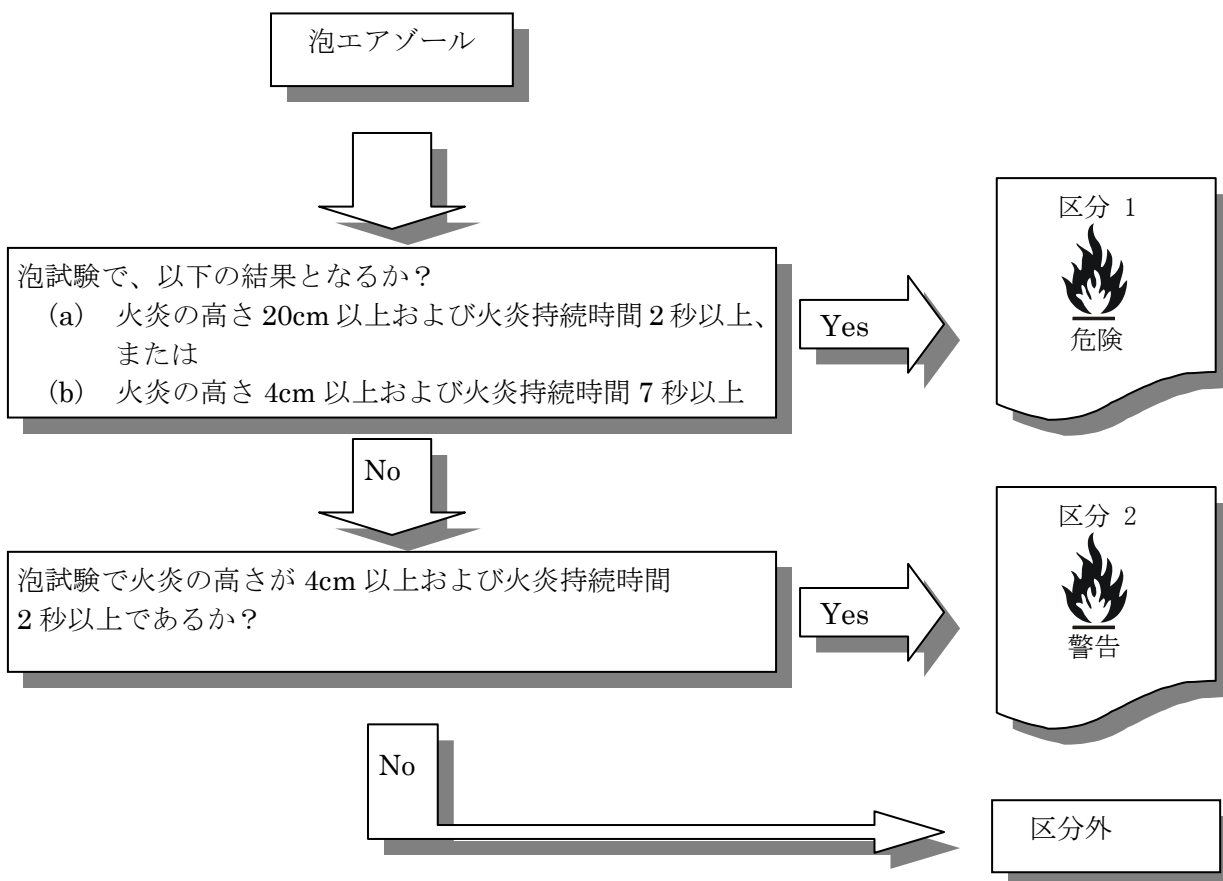 泡エアゾール
泡試験で、以下の結果となるか？
(a) 火炎の高さ 20cm 以上および火炎持続時間 2 秒以上、
または
(b) 火炎の高さ 4cm 以上および火炎持続時間 7 秒以上
Yes
区分 1
危険
No
泡試験で火炎の高さが 4cm 以上および火炎持続時間
2 秒以上であるか？
Yes
区分 2
警告
No
区分外